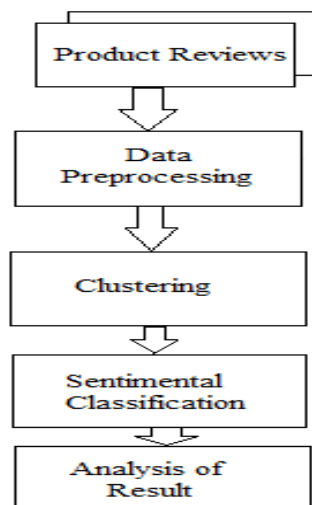 Product Reviews
Data
Preprocessing
Clustering
Sentimental
Classification
Analysis of
Result